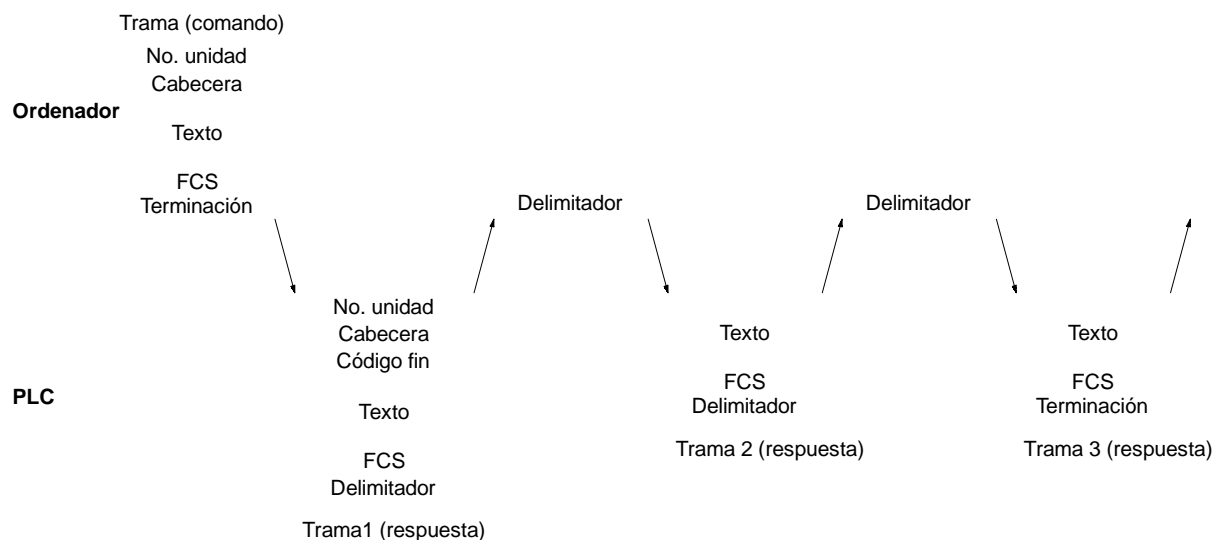 Trama (comando)
No. unidad
Cabecera
Ordenador
Texto
FCS
Terminación
Delimitador
Delimitador
No. unidad
Cabecera
Código fin
Texto
FCS
Delimitador
Trama1 (respuesta)
PLC
Texto
FCS
Delimitador
Trama 2 (respuesta)
Texto
FCS
Terminación
Trama 3 (respuesta)